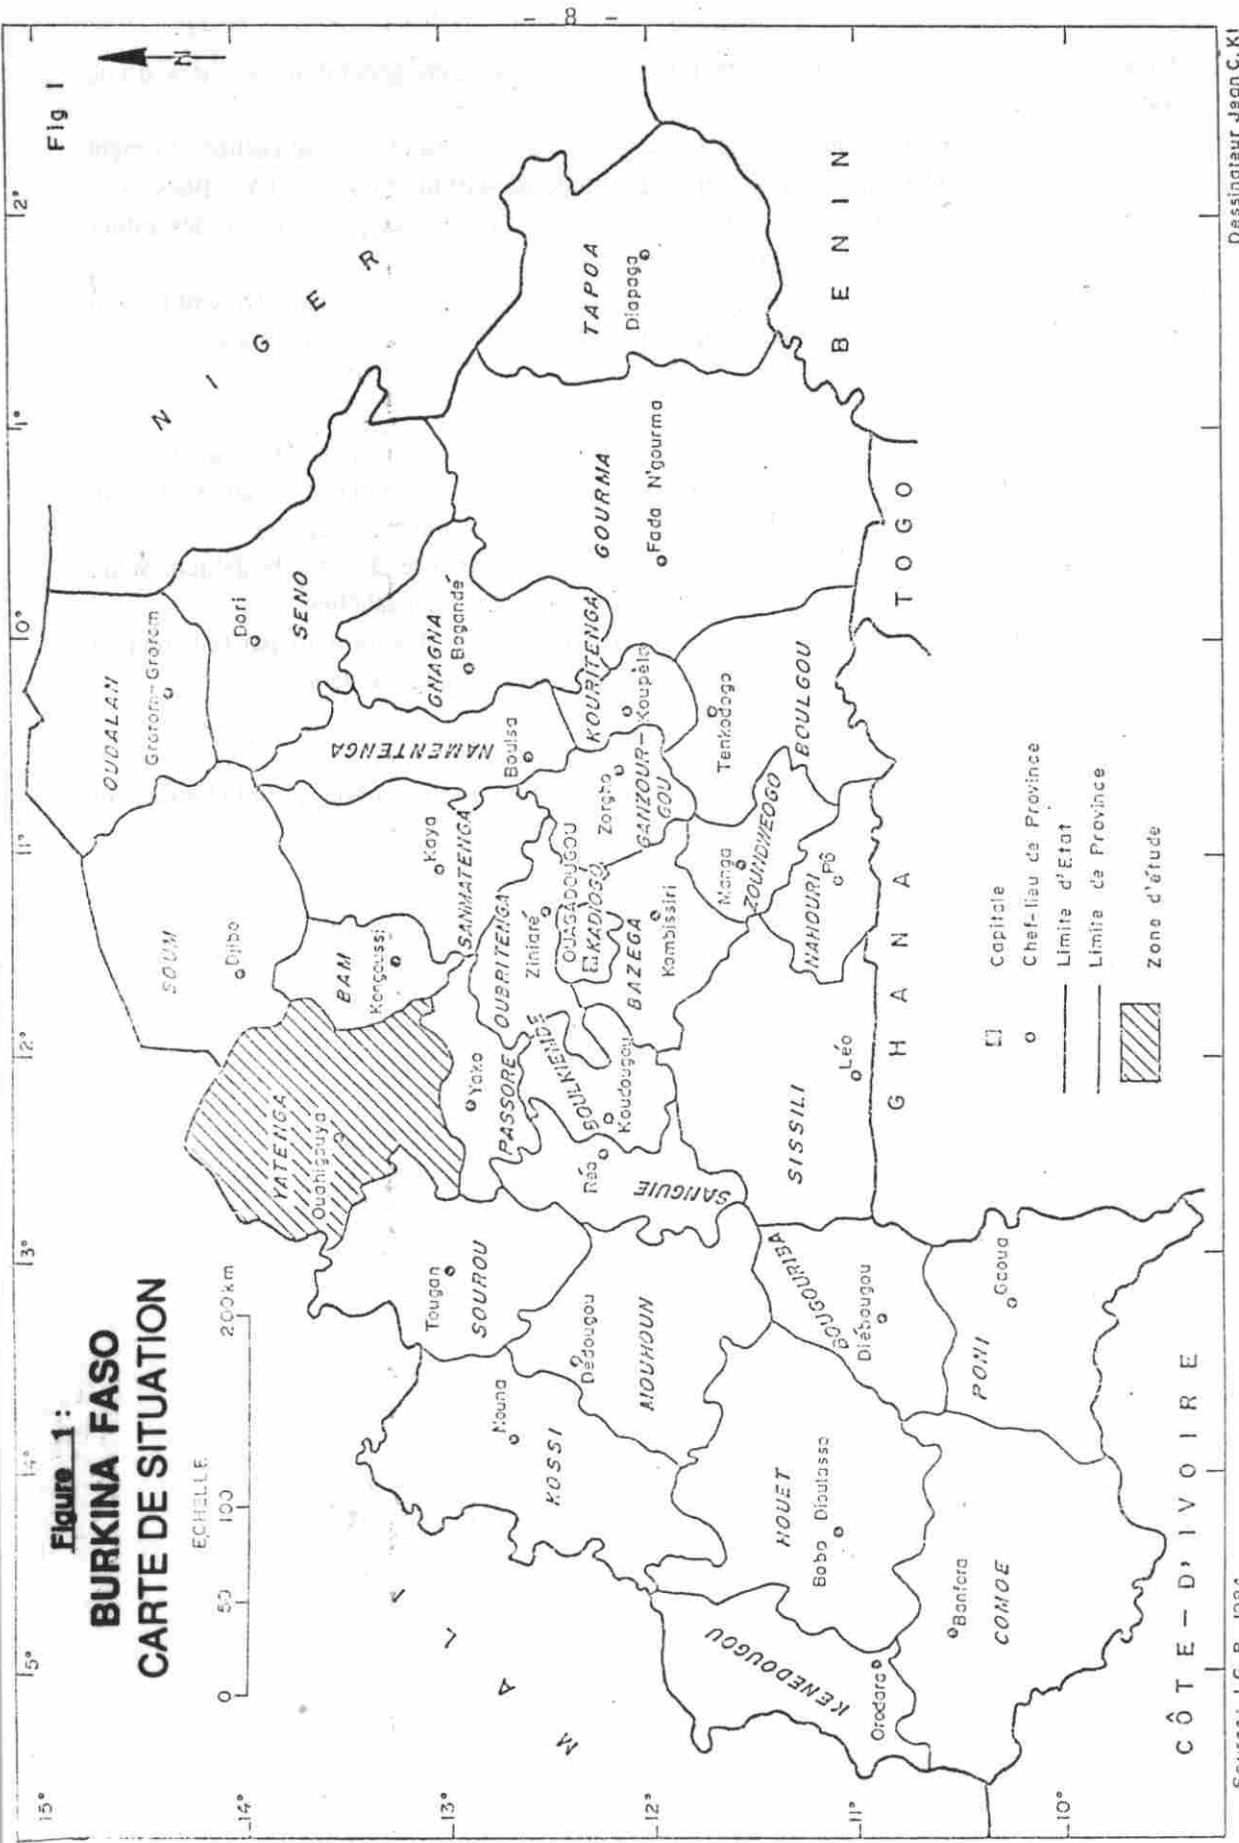 - 8 -
Figure 1:
BURKINA FASO
CARTE DE SITUATION
Fig 1
N
ECHELLE
0 50 100 200km
5° 4° 3° 2° 1° 0° 1° 2°
15°
14°
13°
12°
11°
10°
M A L I
N I G E R
B E N I N
T O G O
G H A N A
CÔTE-D'IVOIRE
OUDALAN
Gorom-Gorom
SOUM
Djibo
SENO
Dori
YATENGA
Ouahigouya
BAM
Kongoussi
SANMATENGA
Kaya
NAMENTENGA
Boulsa
GNAGNA
Bogandé
TAPOA
Diapaga
GOURMA
Fada N'gourma
KOURITENGA
Koupéla
SOUROU
Tougan
PASSORE
Yako
OUBRITENGA
Ziniaré
OUAGADOUGOU
KADIOGO
GANZOUR-
GOU
Zorgho
BOULGOU
Tenkodogo
KOSSI
Nouna
MOUHOUN
Dédougou
SANGUIE
Réo
BOULKIEMDE
Koudougou
BAZEGA
Kombissiri
ZOUNDWEOGO
Manga
NAHOURI
Pô
SISSILI
Léo
HOUET
Bobo Dioulasso
BOUGOURIBA
Diébougou
KENEDOUGOU
Orodara
COMOE
Banfora
PONI
Gaoua
Capitale
Chef-lieu de Province
Limite d'Etat
Limite de Province
Zone d'étude
Dessinateur Jean C. KI